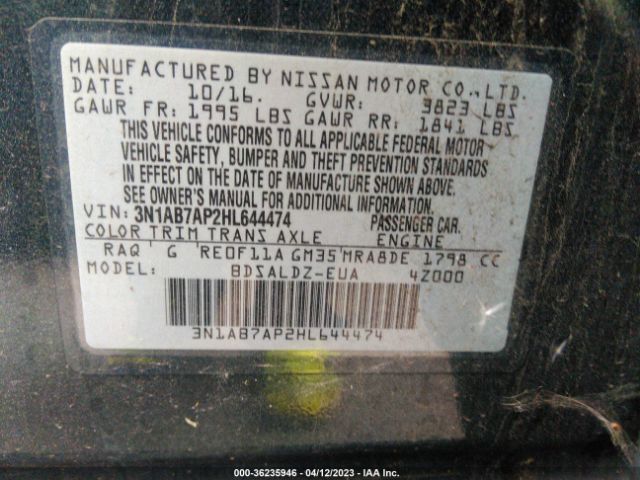 MANUFACTURED BY NISSAN MOTOR CO., LTD.
DATE: 10/16. GVWR: 3823 LBS
GAWR FR: 1995 LBS GAWR RR: 1841 LBS
THIS VEHICLE CONFORMS TO ALL APPLICABLE FEDERAL MOTOR
VEHICLE SAFETY, BUMPER AND THEFT PREVENTION STANDARDS
IN EFFECT ON THE DATE OF MANUFACTURE SHOWN ABOVE.
SEE OWNER'S MANUAL FOR ADDITIONAL INFORMATION.
VIN: 3N1AB7AP2HL644474 PASSENGER CAR.
COLOR TRIM TRANS AXLE ENGINE
RAQ ' G ' RE0F11A GM35 'MRA8DE 1798 CC
MODEL: BDSALDZ-EUA 4Z000
3N1AB7AP2HL644474
000-36235946 - 04/12/2023 - IAA Inc.